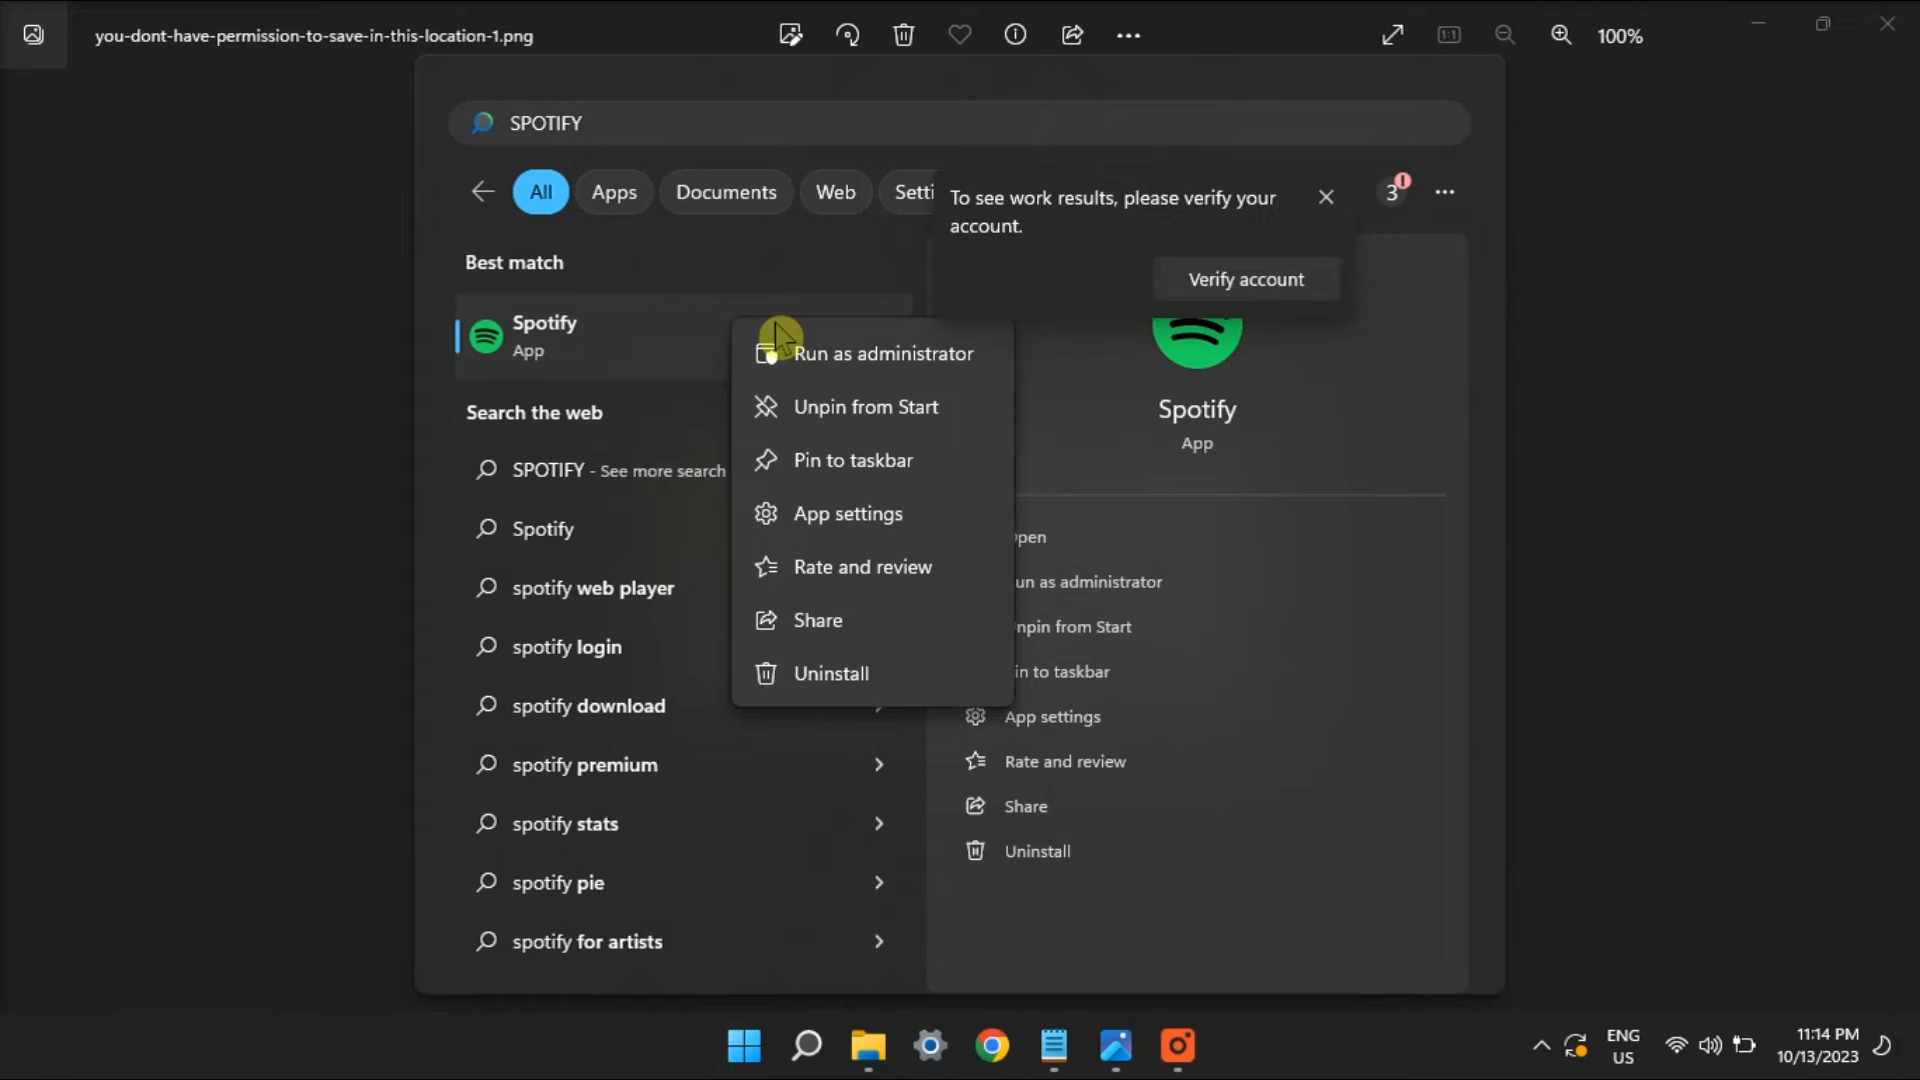 you-dont-have-permission-to-save-in-this-location-1.png
1:1
100%
SPOTIFY
All
Apps
Documents
Web
Setti
To see work results, please verify your
account.
Verify account
3
Best match
Spotify
App
Search the web
SPOTIFY - See more search
Spotify
spotify web player
spotify login
spotify download
spotify premium
spotify stats
spotify pie
spotify for artists
Run as administrator
Unpin from Start
Pin to taskbar
App settings
Rate and review
Share
Uninstall
Spotify
App
pen
un as administrator
npin from Start
in to taskbar
App settings
Rate and review
Share
Uninstall
ENG
US
11:14 PM
10/13/2023